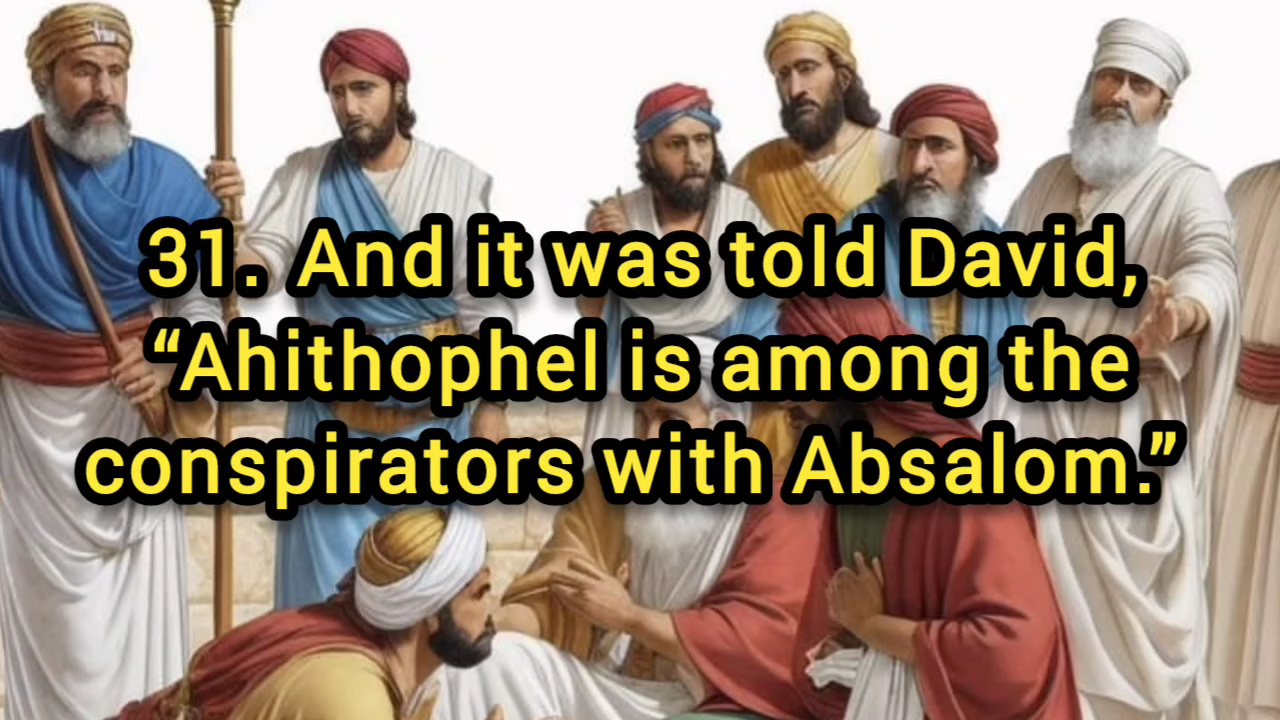 31. And it was told David,
“Ahithophel is among the
conspirators with Absalom.”